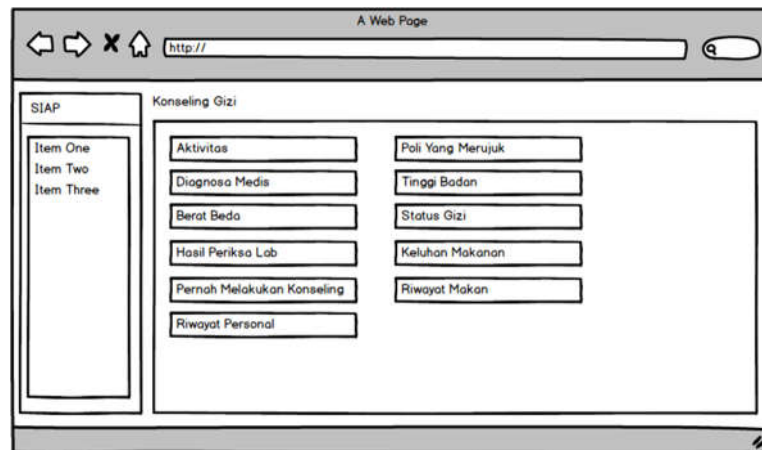 A Web Page
http://
SIAP
Item One
Item Two
Item Three
Konseling Gizi
Aktivitas
Poli Yang Merujuk
Diagnosa Medis
Tinggi Badan
Berat Beda
Status Gizi
Hasil Periksa Lab
Keluhan Makanan
Pernah Melakukan Konseling
Riwayat Makan
Riwayat Personal